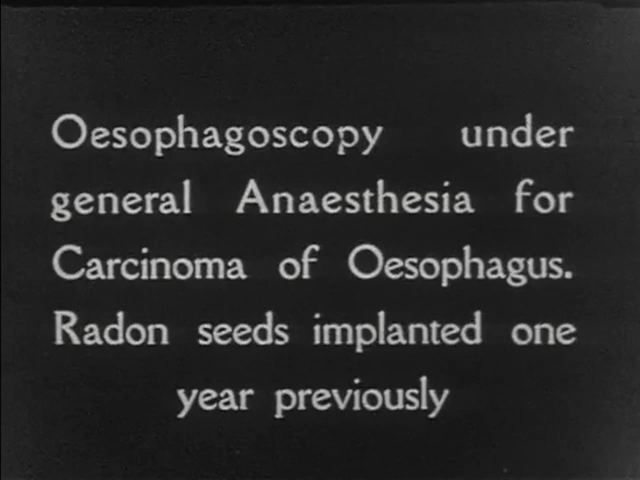 Oesophagoscopy under
general Anaesthesia for
Carcinoma of Oesophagus.
Radon seeds implanted one
year previously